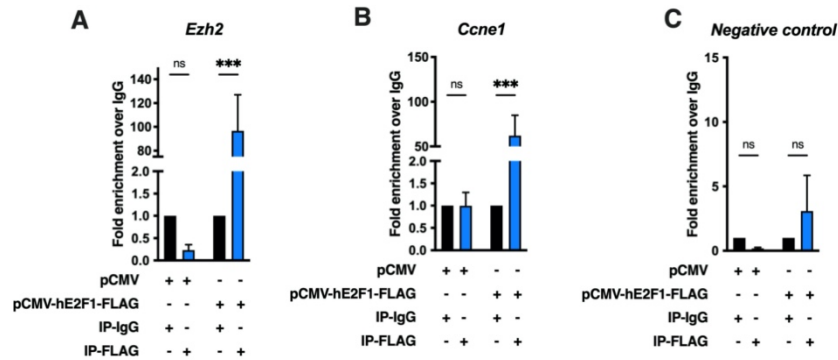 A
Ezh2
Fold enrichment over IgG
140
120
100
80
2.0
1.5
1.0
0.5
0.0
ns
***
pCMV + + - -
pCMV-hE2F1-FLAG - - + +
IP-IgG + - + -
IP-FLAG - + - +
B
Ccne1
Fold enrichment over IgG
150
100
50
2.0
1.5
1.0
0.5
0.0
ns
***
pCMV + + - -
pCMV-hE2F1-FLAG - - + +
IP-IgG + - + -
IP-FLAG - + - +
C
Negative control
Fold enrichment over IgG
15
10
5
0
ns
ns
pCMV + + - -
pCMV-hE2F1-FLAG - - + +
IP-IgG + - + -
IP-FLAG - + - +